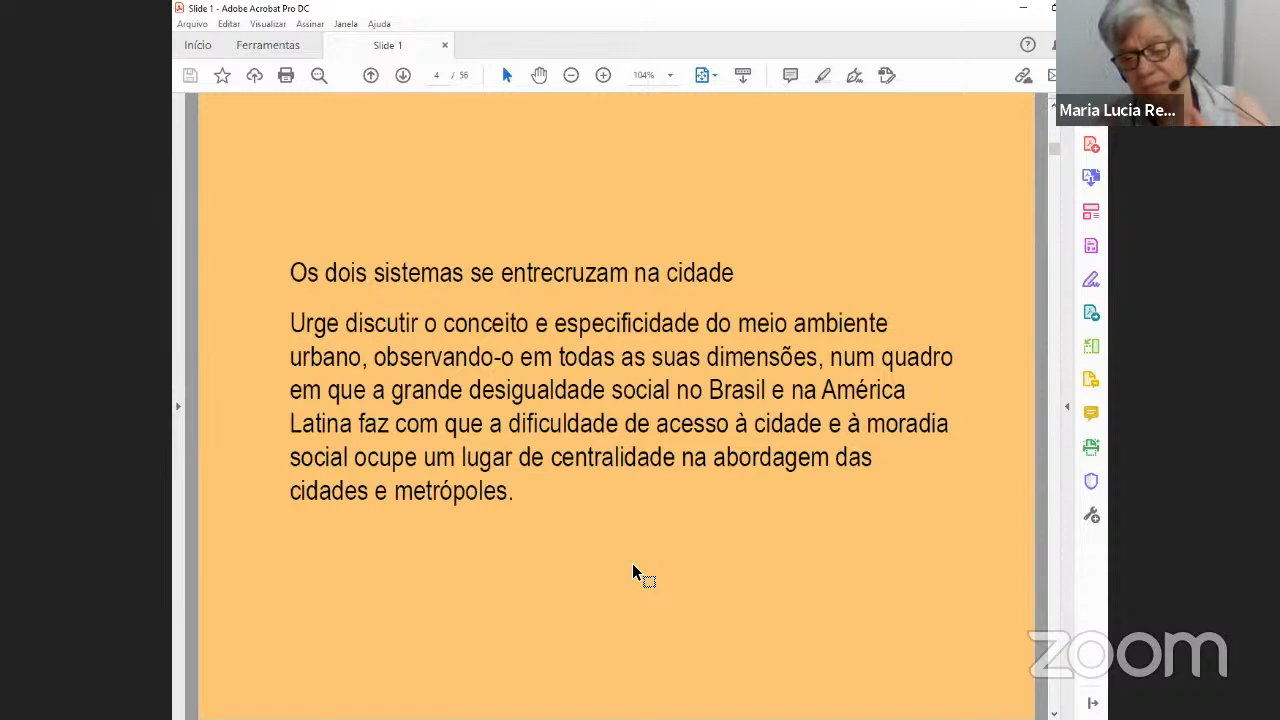 Slide 1 - Adobe Acrobat Pro DC
Arquivo Editar Visualizar Assinar Janela Ajuda
Início Ferramentas Slide 1
4 / 56 104%
Maria Lucia Re...
Os dois sistemas se entrecruzam na cidade
Urge discutir o conceito e especificidade do meio ambiente
urbano, observando-o em todas as suas dimensões, num quadro
em que a grande desigualdade social no Brasil e na América
Latina faz com que a dificuldade de acesso à cidade e à moradia
social ocupe um lugar de centralidade na abordagem das
cidades e metrópoles.
zoom